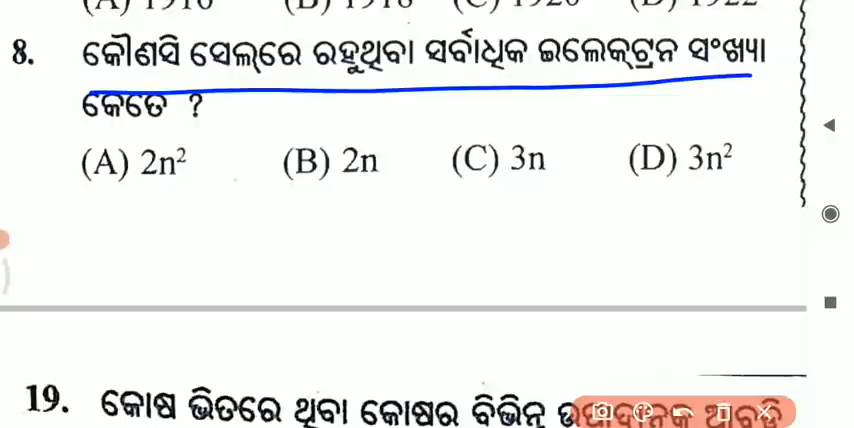 8. କୌଣସି ସେଲ୍‌ରେ ରହୁଥିବା ସର୍ବାଧିକ ଇଲେକ୍‌ଟ୍ରନ ସଂଖ୍ୟା
କେତେ ?
(A) 2n² (B) 2n (C) 3n (D) 3n²
19. କୋଷ ଭିତରେ ଥିବା କୋଷର ବିଭିନ୍ନ